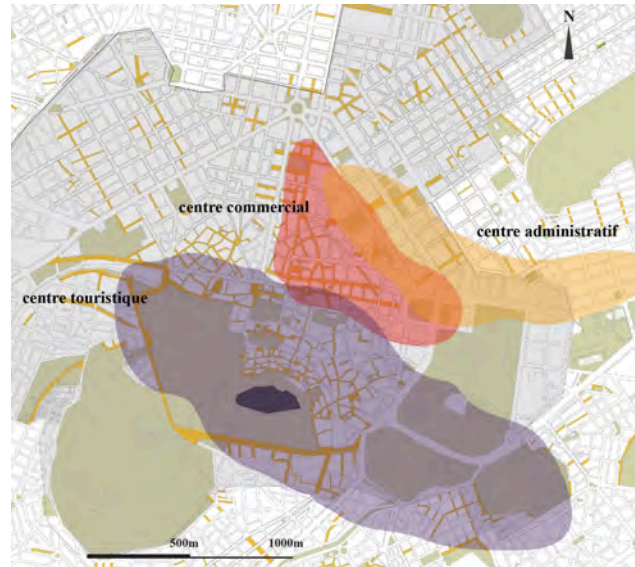 N
centre commercial
centre administratif
centre touristique
500m 1000m